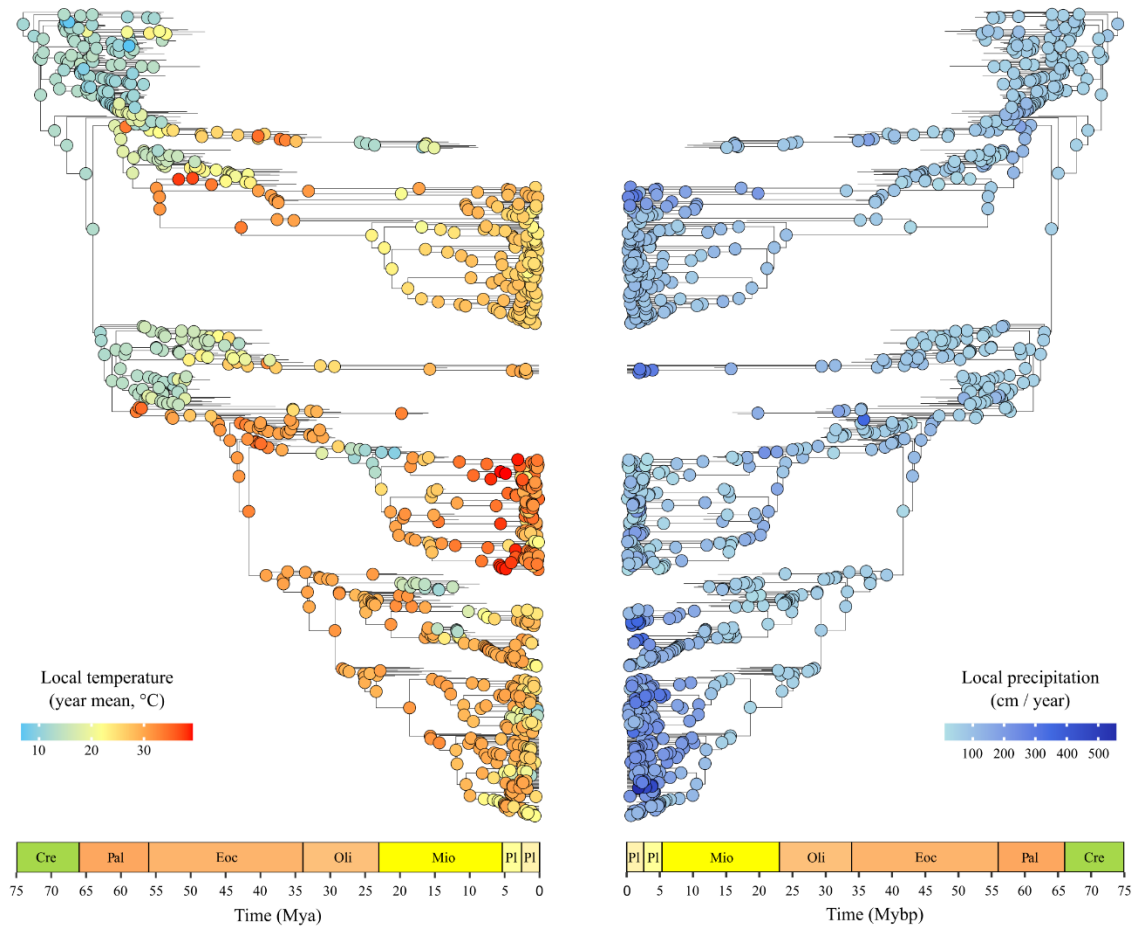 Local temperature
(year mean, °C)
10 20 30
Local precipitation
(cm / year)
100 200 300 400 500
Cre Pal Eoc Oli Mio Pl Pl
75 70 65 60 55 50 45 40 35 30 25 20 15 10 5 0
Time (Mya)
Pl Pl Mio Oli Eoc Pal Cre
0 5 10 15 20 25 30 35 40 45 50 55 60 65 70 75
Time (Mybp)